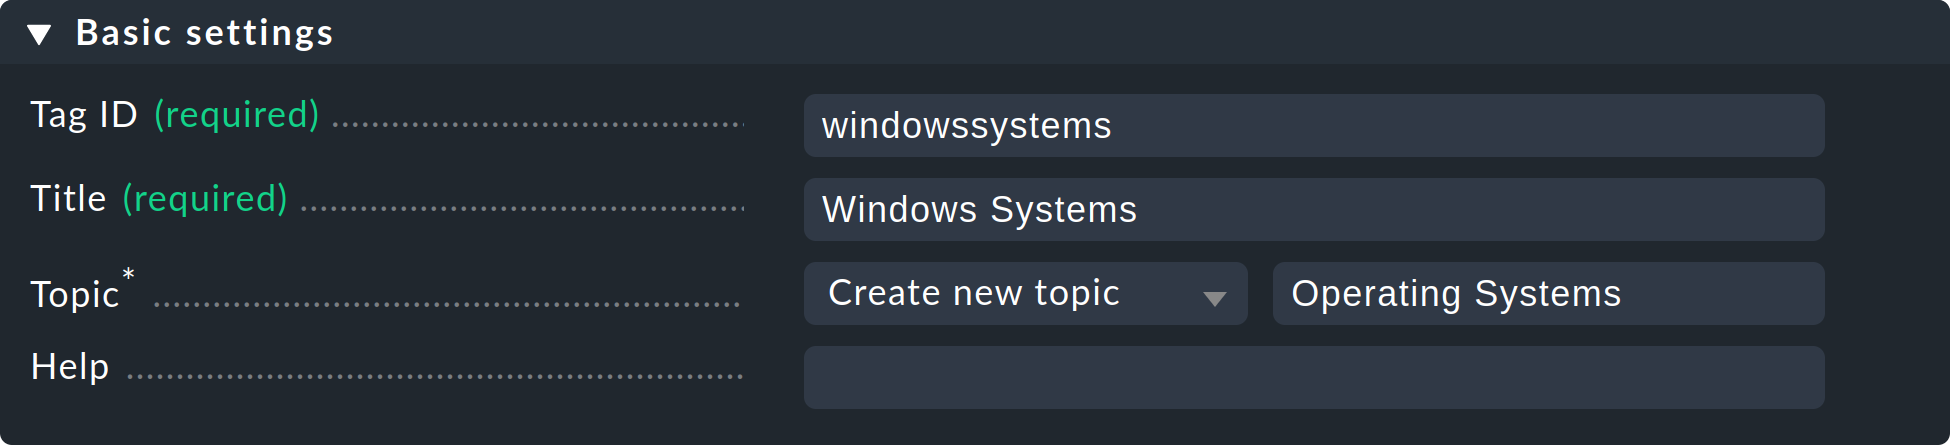 Basic settings
Tag ID (required) windowssystems
Title (required) Windows Systems
Topic* Create new topic Operating Systems
Help